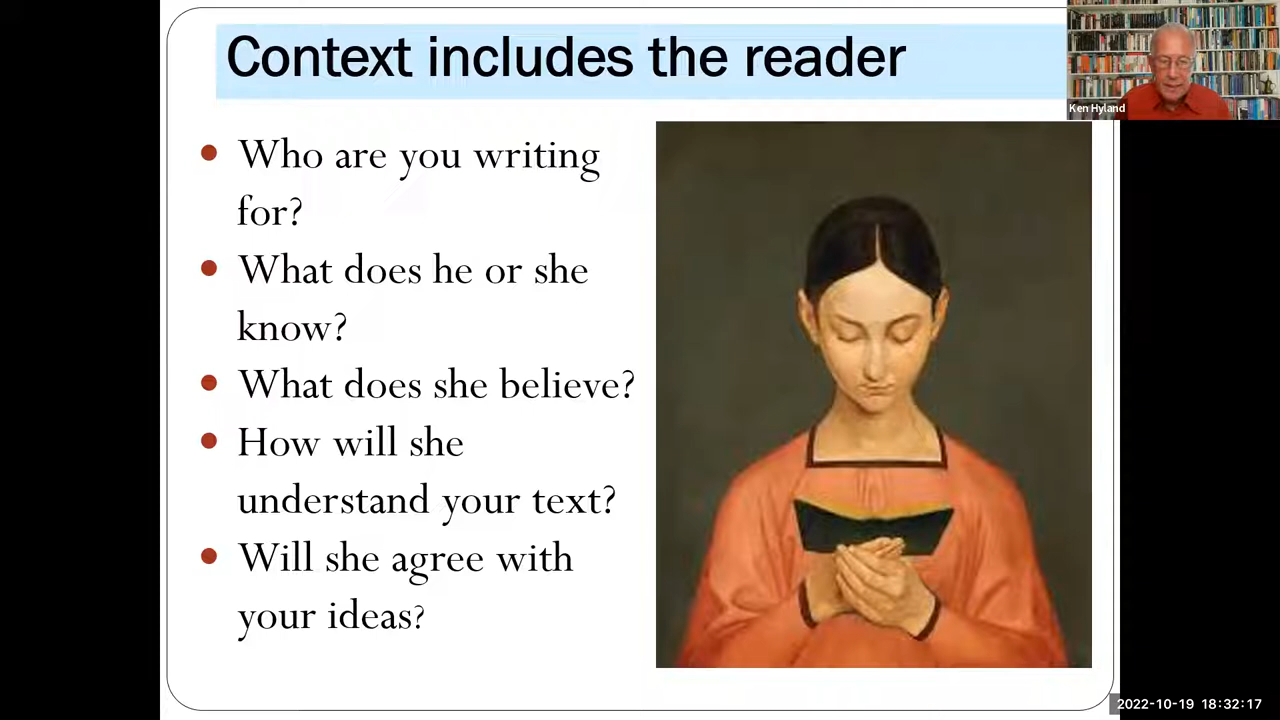 Context includes the reader
Ken Hyland
Who are you writing
for?
What does he or she
know?
What does she believe?
How will she
understand your text?
Will she agree with
your ideas?
2022-10-19 18:32:17